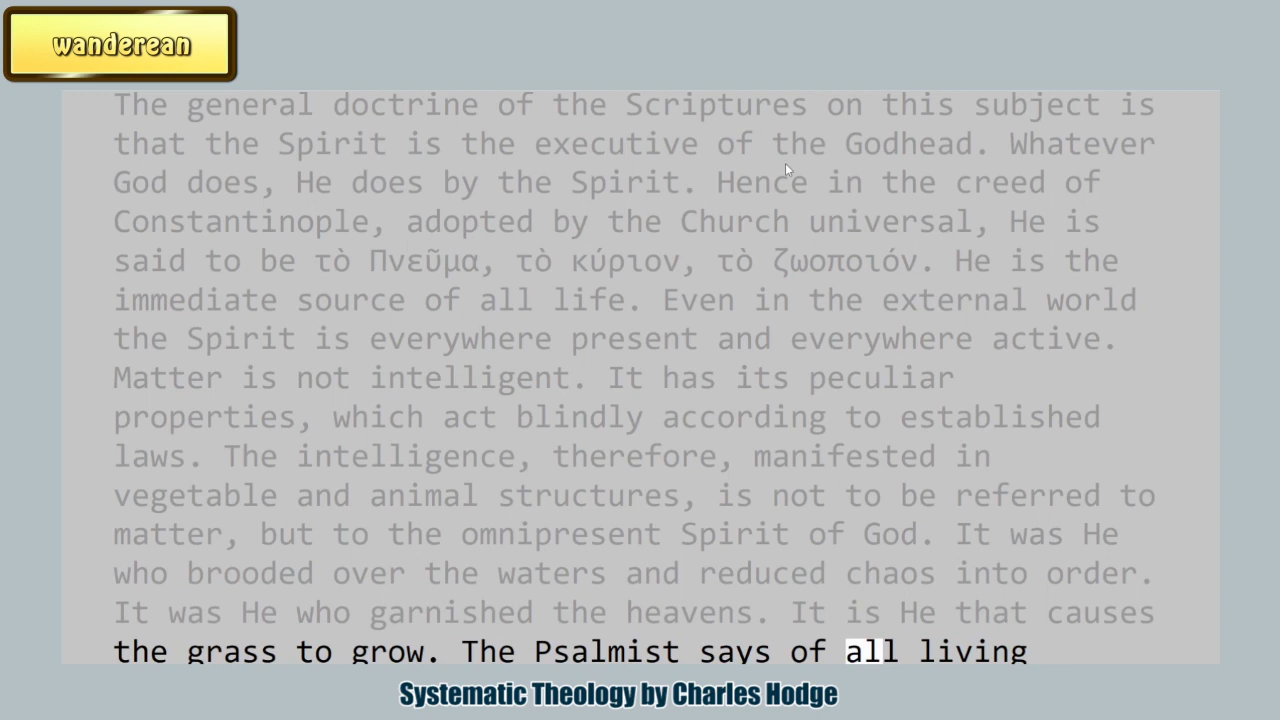 wanderean
The general doctrine of the Scriptures on this subject is
that the Spirit is the executive of the Godhead. Whatever
God does, He does by the Spirit. Hence in the creed of
Constantinople, adopted by the Church universal, He is
said to be τὸ Πνεῦμα, τὸ κύριον, τὸ ζωοποιόν. He is the
immediate source of all life. Even in the external world
the Spirit is everywhere present and everywhere active.
Matter is not intelligent. It has its peculiar
properties, which act blindly according to established
laws. The intelligence, therefore, manifested in
vegetable and animal structures, is not to be referred to
matter, but to the omnipresent Spirit of God. It was He
who brooded over the waters and reduced chaos into order.
It was He who garnished the heavens. It is He that causes
the grass to grow. The Psalmist says of all living
Systematic Theology by Charles Hodge